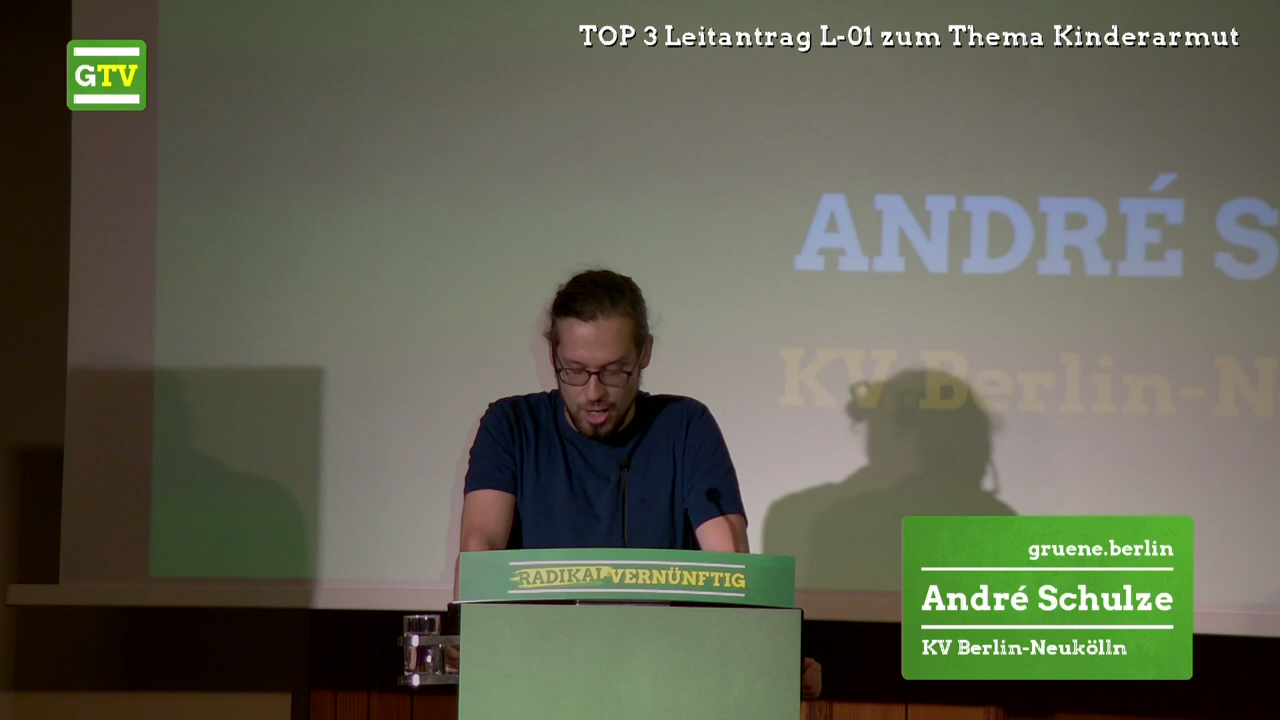 TOP 3 Leitantrag L-01 zum Thema Kinderarmut
GTV
ANDRÉ S
KV Berlin-N
RADIKAL VERNÜNFTIG
gruene.berlin
André Schulze
KV Berlin-Neukölln